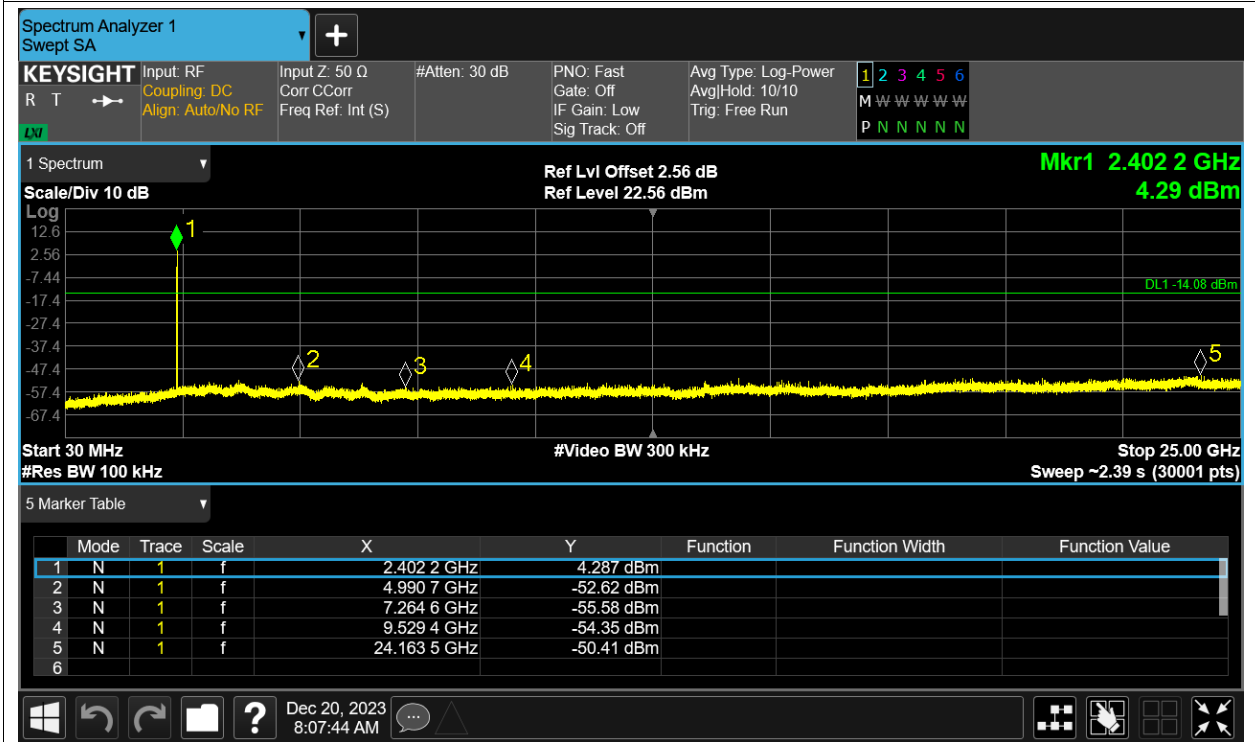 Spectrum Analyzer 1
Swept SA
+
KEYSIGHT
R T
LXI
Input: RF
Coupling: DC
Align: Auto/No RF
Input Z: 50 Ω
Corr CCorr
Freq Ref: Int (S)
#Atten: 30 dB
PNO: Fast
Gate: Off
IF Gain: Low
Sig Track: Off
Avg Type: Log-Power
Avg|Hold: 10/10
Trig: Free Run
1 2 3 4 5 6
M W W W W W
P N N N N N
1 Spectrum
Scale/Div 10 dB
Ref Lvl Offset 2.56 dB
Ref Level 22.56 dBm
Mkr1 2.402 2 GHz
4.29 dBm
Log
12.6
2.56
-7.44
-17.4
-27.4
-37.4
-47.4
-57.4
-67.4
1
2
3
4
5
DL1 -14.08 dBm
Start 30 MHz
#Video BW 300 kHz
Stop 25.00 GHz
#Res BW 100 kHz
Sweep ~2.39 s (30001 pts)
5 Marker Table
Mode Trace Scale X Y Function Function Width Function Value
1 N 1 f 2.402 2 GHz 4.287 dBm
2 N 1 f 4.990 7 GHz -52.62 dBm
3 N 1 f 7.264 6 GHz -55.58 dBm
4 N 1 f 9.529 4 GHz -54.35 dBm
5 N 1 f 24.163 5 GHz -50.41 dBm
6
?
Dec 20, 2023
8:07:44 AM